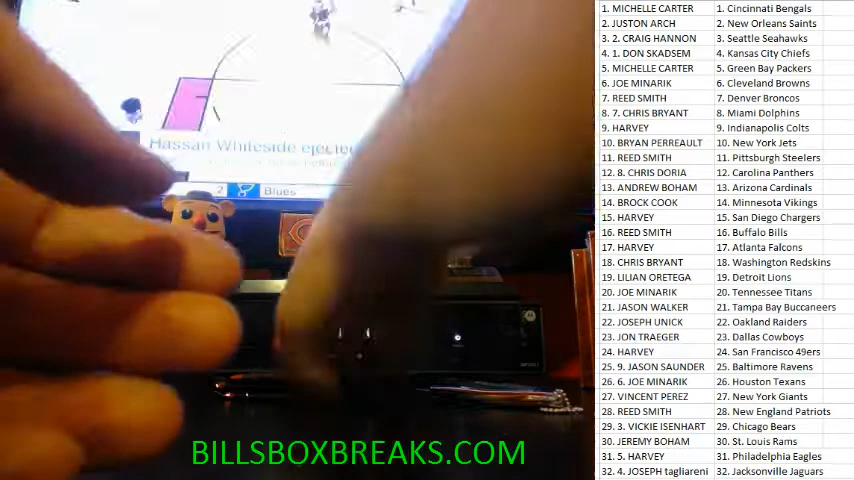 Hassan Whiteside ejected
2 Blues
BILLSBOXBREAKS.COM
1. MICHELLE CARTER 1. Cincinnati Bengals
2. JUSTON ARCH 2. New Orleans Saints
3. 2. CRAIG HANNON 3. Seattle Seahawks
4. 1. DON SKADSEM 4. Kansas City Chiefs
5. MICHELLE CARTER 5. Green Bay Packers
6. JOE MINARIK 6. Cleveland Browns
7. REED SMITH 7. Denver Broncos
8. 7. CHRIS BRYANT 8. Miami Dolphins
9. HARVEY 9. Indianapolis Colts
10. BRYAN PERREAULT 10. New York Jets
11. REED SMITH 11. Pittsburgh Steelers
12. 8. CHRIS DORIA 12. Carolina Panthers
13. ANDREW BOHAM 13. Arizona Cardinals
14. BROCK COOK 14. Minnesota Vikings
15. HARVEY 15. San Diego Chargers
16. REED SMITH 16. Buffalo Bills
17. HARVEY 17. Atlanta Falcons
18. CHRIS BRYANT 18. Washington Redskins
19. LILIAN ORETEGA 19. Detroit Lions
20. JOE MINARIK 20. Tennessee Titans
21. JASON WALKER 21. Tampa Bay Buccaneers
22. JOSEPH UNICK 22. Oakland Raiders
23. JON TRAEGER 23. Dallas Cowboys
24. HARVEY 24. San Francisco 49ers
25. 9. JASON SAUNDER 25. Baltimore Ravens
26. 6. JOE MINARIK 26. Houston Texans
27. VINCENT PEREZ 27. New York Giants
28. REED SMITH 28. New England Patriots
29. 3. VICKIE ISENHART 29. Chicago Bears
30. JEREMY BOHAM 30. St. Louis Rams
31. 5. HARVEY 31. Philadelphia Eagles
32. 4. JOSEPH tagliareni 32. Jacksonville Jaguars